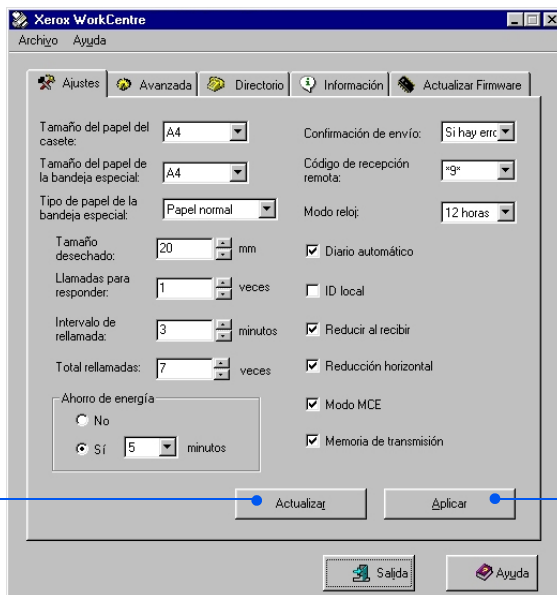 Xerox WorkCentre
Archivo Ayuda
Ajustes Avanzada Directorio Información Actualizar Firmware
Tamaño del papel del
casete:
A4
Tamaño del papel de
la bandeja especial:
A4
Tipo de papel de la
bandeja especial:
Papel normal
Tamaño
desechado:
20 mm
Llamadas para
responder:
1 veces
Intervalo de
rellamada:
3 minutos
Total rellamadas: 7 veces
Ahorro de energía
No
Sí 5 minutos
Confirmación de envío: Si hay errc
Código de recepción
remota:
*9*
Modo reloj: 12 horas
Diario automático
ID local
Reducir al recibir
Reducción horizontal
Modo MCE
Memoria de transmisión
Actualizar Aplicar
Salida Ayuda